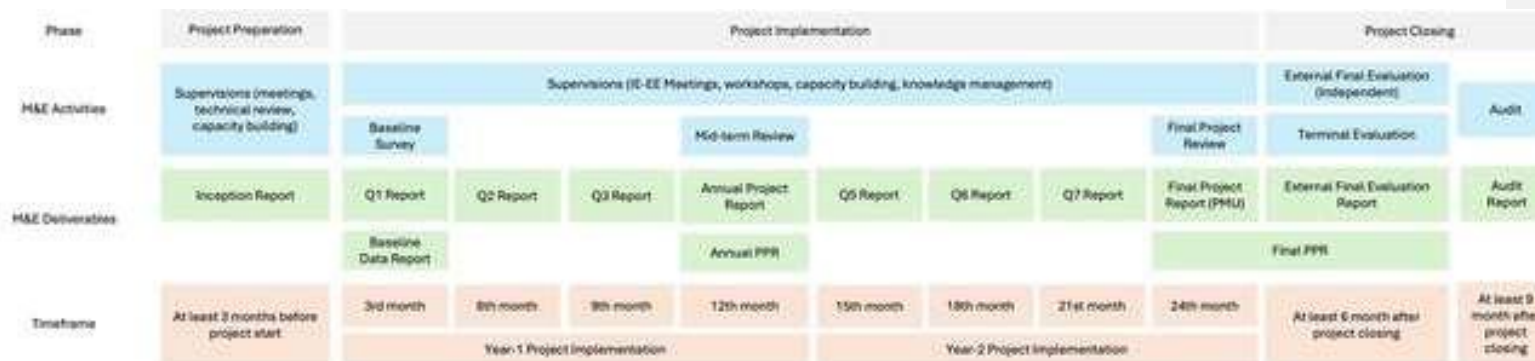 Phase
Project Preparation
Project Implementation
Project Closing
M&E Activities
Supervisions (meetings,
technical review,
capacity building)
Supervisions (IE-EE Meetings, workshops, capacity building, knowledge management)
External Final Evaluation
(Independent)
Audit
Baseline
Survey
Mid-term Review
Final Project
Review
Terminal Evaluation
M&E Deliverables
Inception Report
Q1 Report
Q2 Report
Q3 Report
Annual Project
Report
Q5 Report
Q6 Report
Q7 Report
Final Project
Report (PMU)
External Final Evaluation
Report
Audit
Report
Baseline
Data Report
Annual PPR
Final PPR
Timeframe
At least 3 months before
project start
3rd month
6th month
9th month
12th month
15th month
18th month
21st month
24th month
At least 6 month after
project closing
At least 9
month after
project
closing
Year-1 Project Implementation
Year-2 Project Implementation